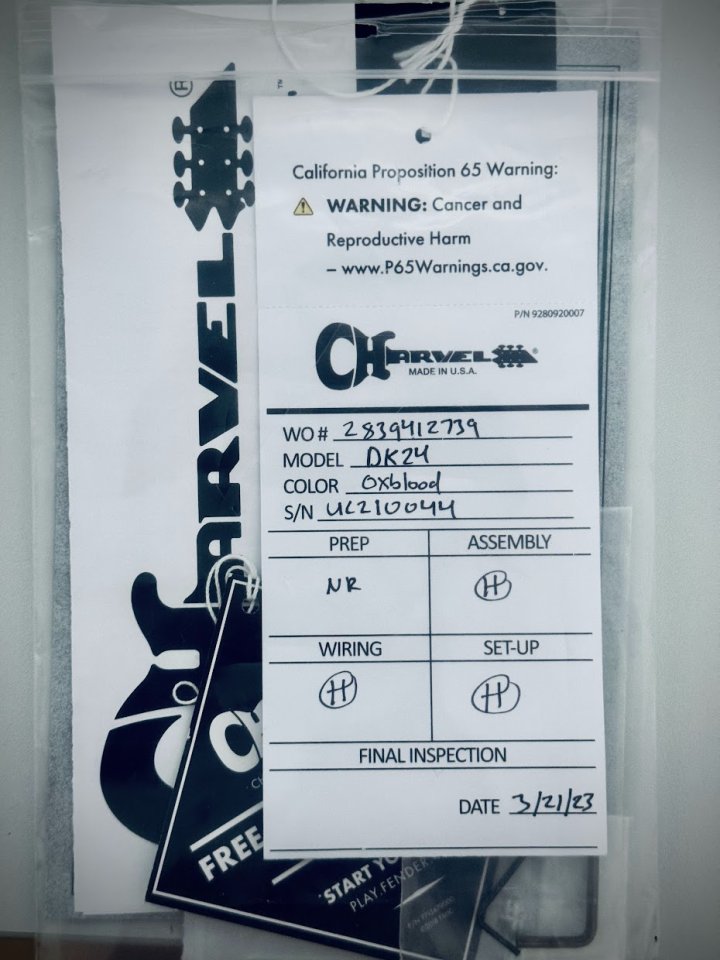 ®
CHARVEL
™
California Proposition 65 Warning:
WARNING: Cancer and
Reproductive Harm
– www.P65Warnings.ca.gov.
P/N 9280920007
CHARVEL®
MADE IN U.S.A.
WO# 2839412739
MODEL DK24
COLOR Oxblood
S/N UC210044
PREP ASSEMBLY
NR H
WIRING SET-UP
H H
FINAL INSPECTION
DATE 3/21/23
FREE
START YO
PLAY.FENDER